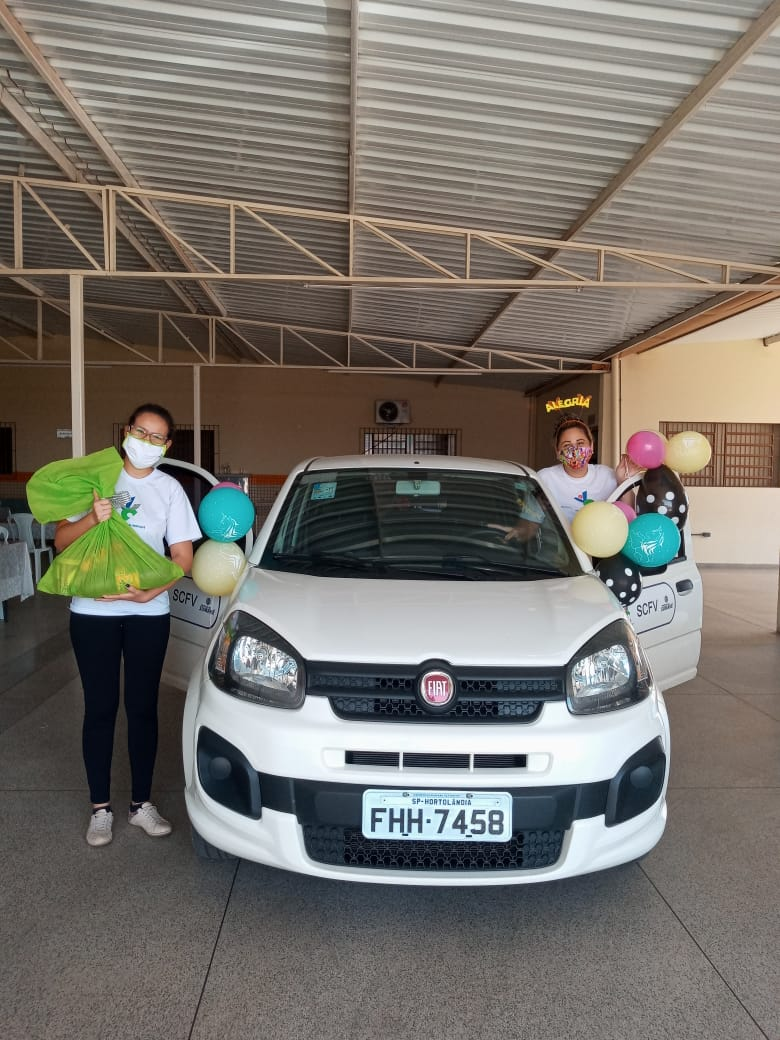 ALEGRIA
SCFV
SCFV
FIAT
SP-HORTOLÂNDIA
FHH-7458